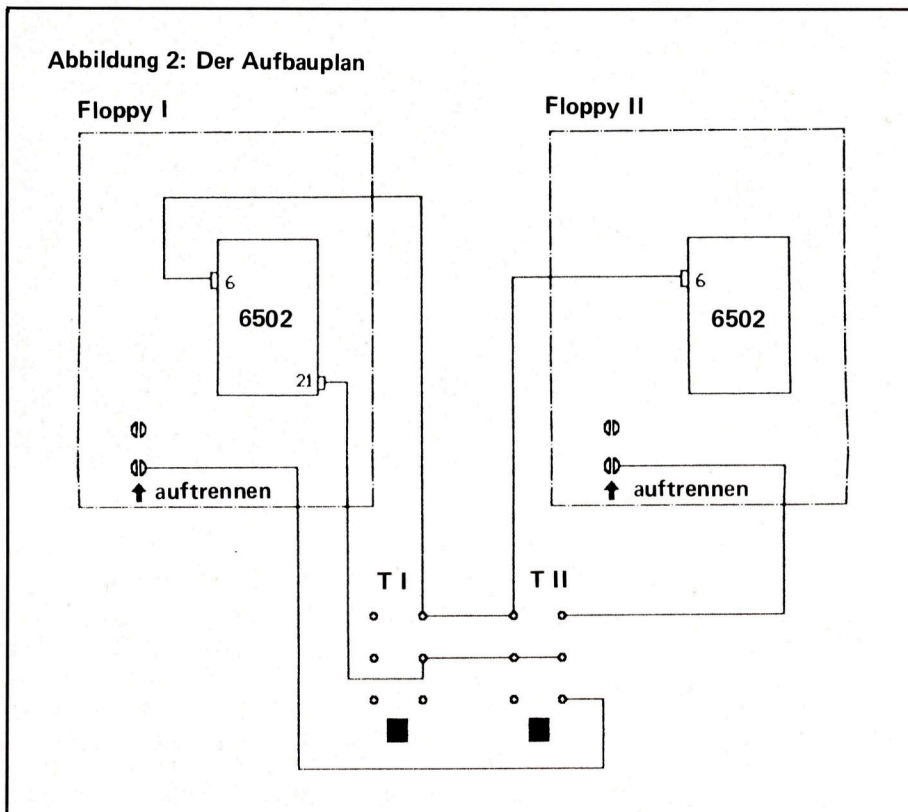 Abbildung 2: Der Aufbauplan
Floppy I
Floppy II
6
6502
21
6
6502
auftrennen
auftrennen
T I
T II